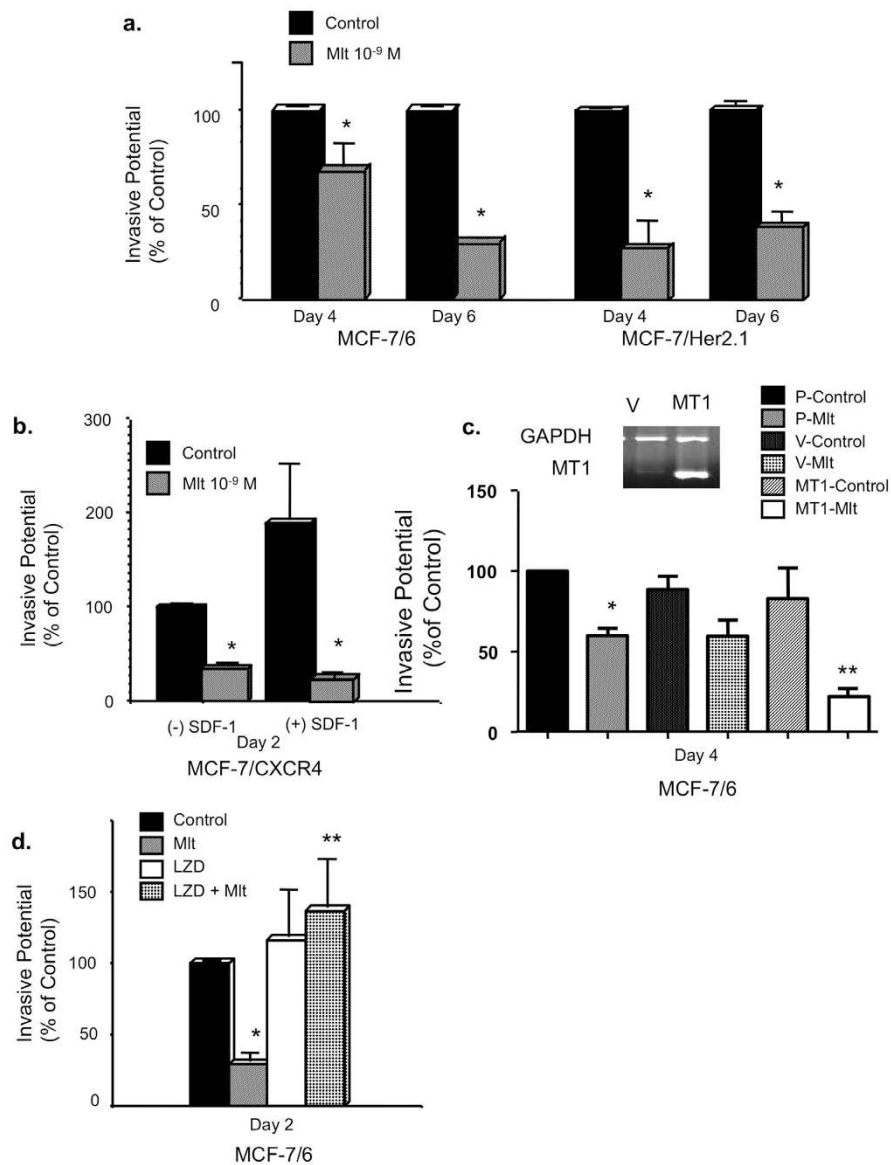 a.
Control
Mlt 10⁻⁹ M
Invasive Potential
(% of Control)
100
50
0
*
*
*
*
Day 4
Day 6
Day 4
Day 6
MCF-7/6
MCF-7/Her2.1
b.
Control
Mlt 10⁻⁹ M
Invasive Potential
(% of Control)
300
200
100
0
*
*
(-) SDF-1
(+) SDF-1
Day 2
MCF-7/CXCR4
c.
V
MT1
GAPDH
MT1
P-Control
P-Mlt
V-Control
V-Mlt
MT1-Control
MT1-Mlt
Invasive Potential
(%of Control)
150
100
50
0
*
**
Day 4
MCF-7/6
d.
Control
Mlt
LZD
LZD + Mlt
Invasive Potential
(% of Control)
150
100
50
0
*
**
Day 2
MCF-7/6